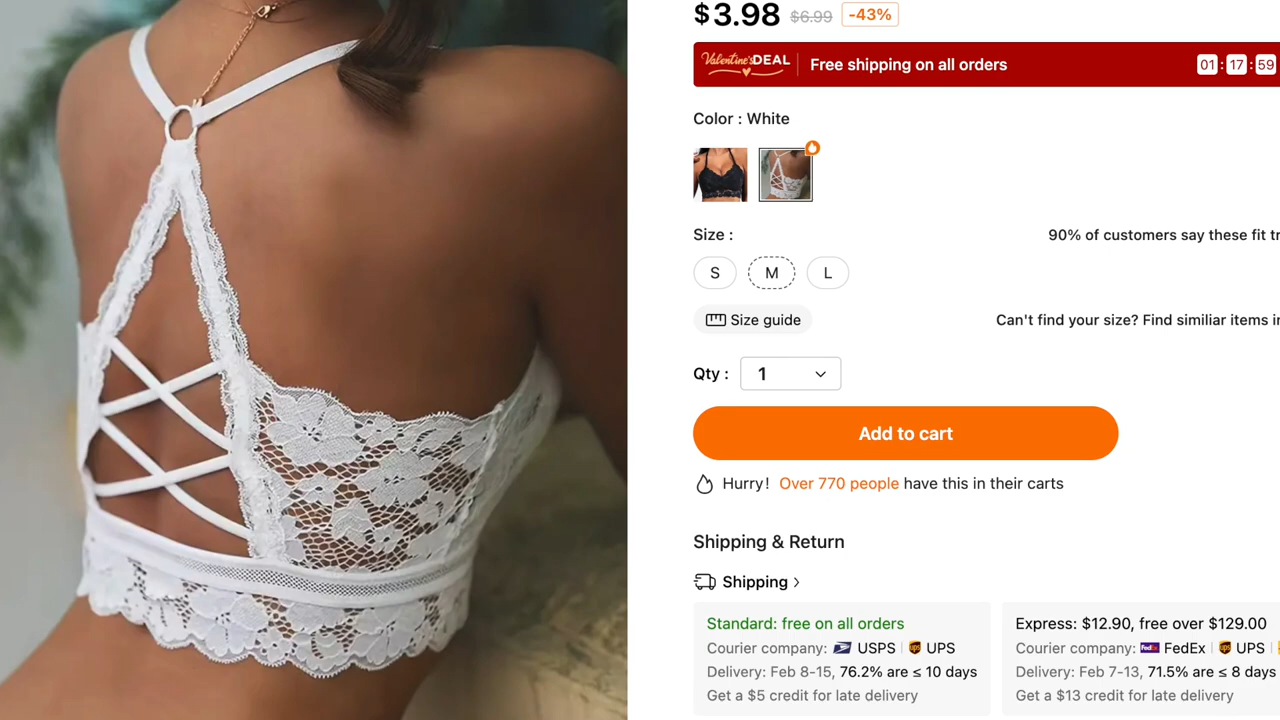 $3.98 $6.99 -43%
Valentine's DEAL Free shipping on all orders 01 : 17 : 59
Color : White
Size : 90% of customers say these fit
S M L
Size guide Can't find your size? Find similiar items
Qty : 1
Add to cart
Hurry! Over 770 people have this in their carts
Shipping & Return
Shipping >
Standard: free on all orders
Courier company: USPS | UPS
Delivery: Feb 8-15, 76.2% are ≤ 10 days
Get a $5 credit for late delivery
Express: $12.90, free over $129.00
Courier company: FedEx FedEx | UPS |
Delivery: Feb 7-13, 71.5% are ≤ 8 days
Get a $13 credit for late delivery